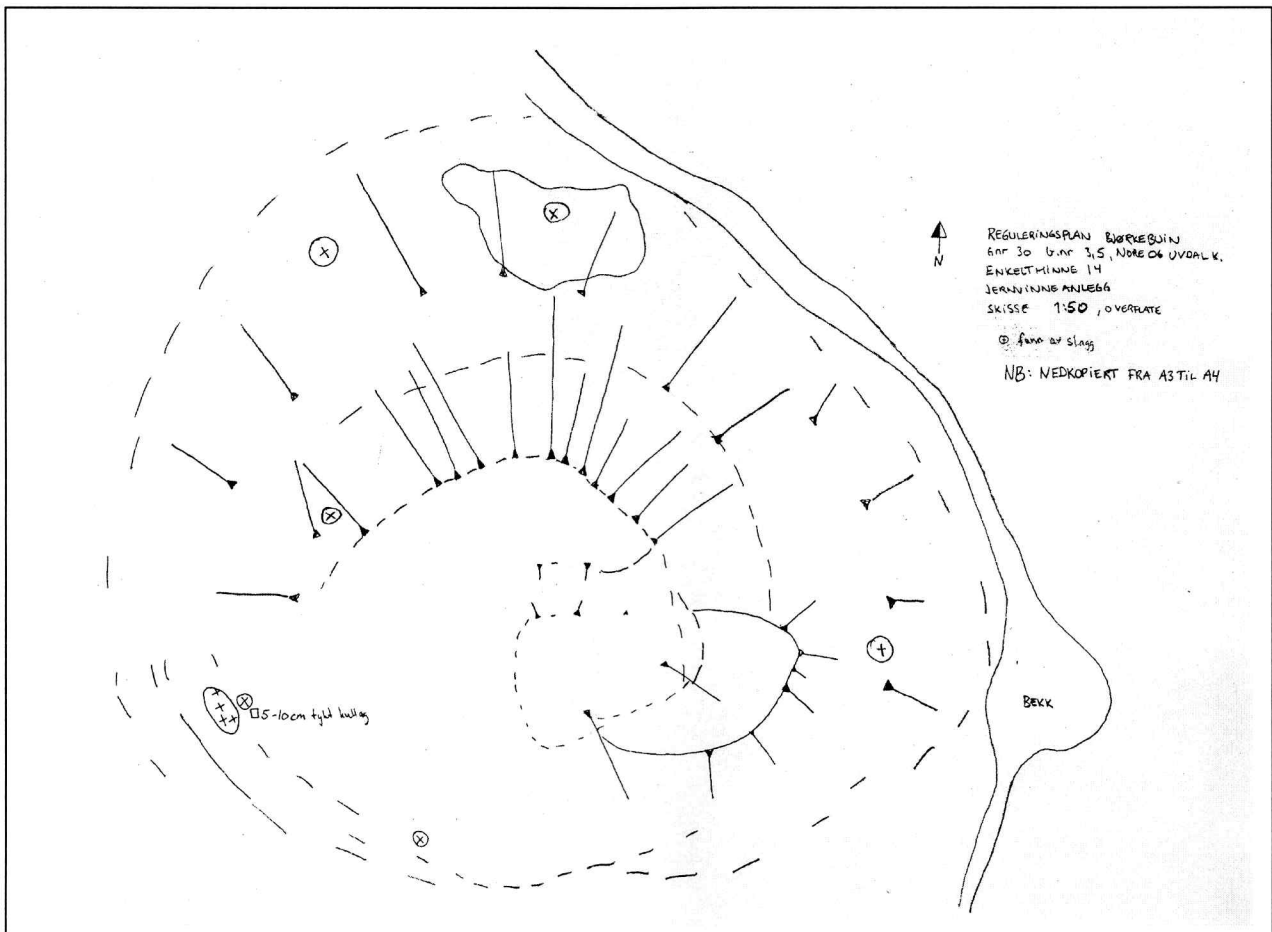 N
REGULERINGSPLAN BJØRKEBUIN
Gnr 30 B.nr 3,5, NORE OG UVDAL K.
ENKELTMINNE 14
JERNVINNEANLEGG
SKISSE 1:50, OVERFLATE
funn av slagg
NB: NEDKOPIERT FRA A3 TIL A4
5-10cm tykt kullag
BEKK